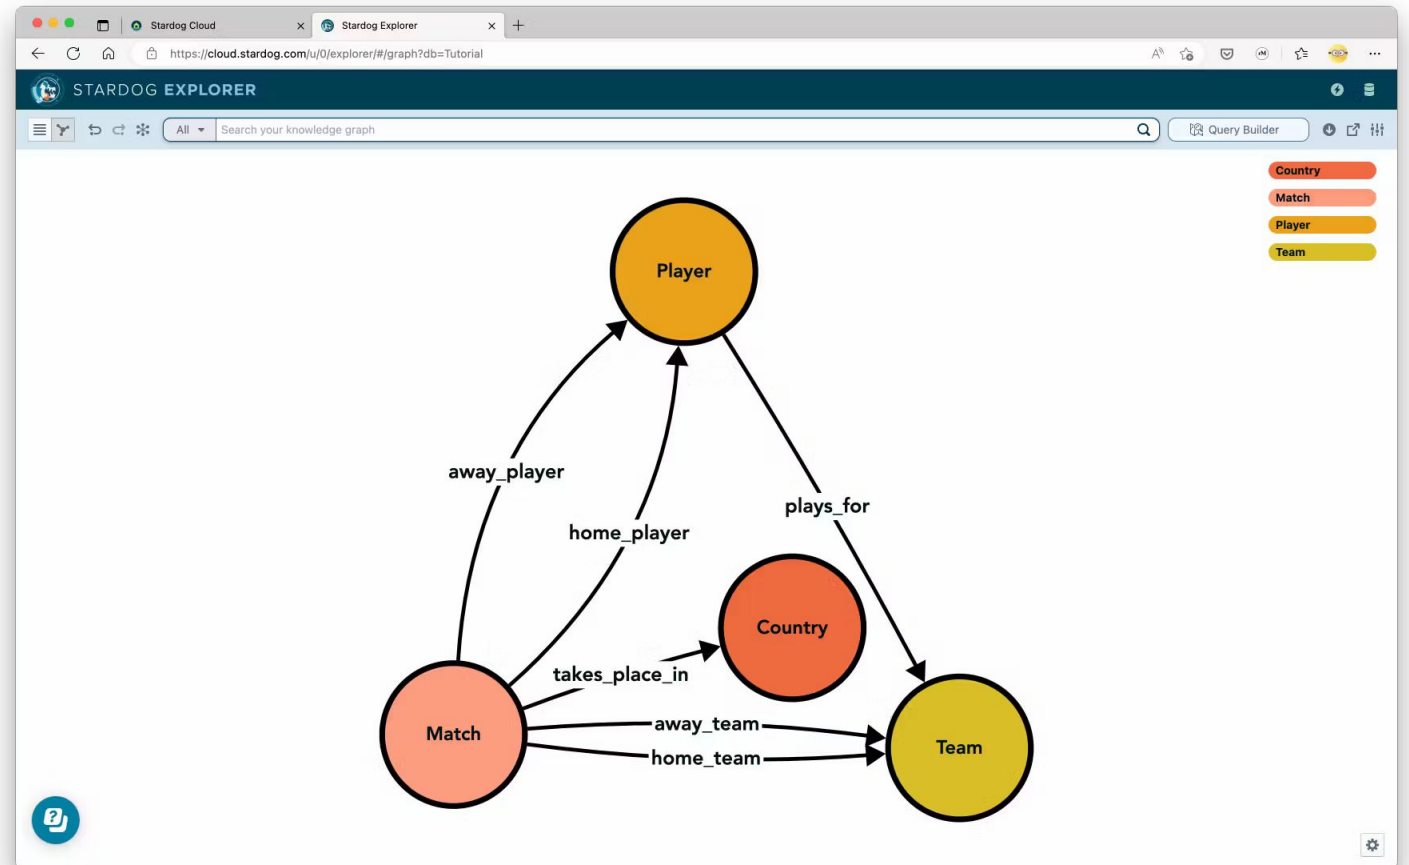 Stardog Cloud
Stardog Explorer
https://cloud.stardog.com/u/0/explorer/#/graph?db=Tutorial
STARDOG EXPLORER
All
Search your knowledge graph
Query Builder
Country
Match
Player
Team
Player
away_player
home_player
plays_for
Country
takes_place_in
Match
away_team
home_team
Team